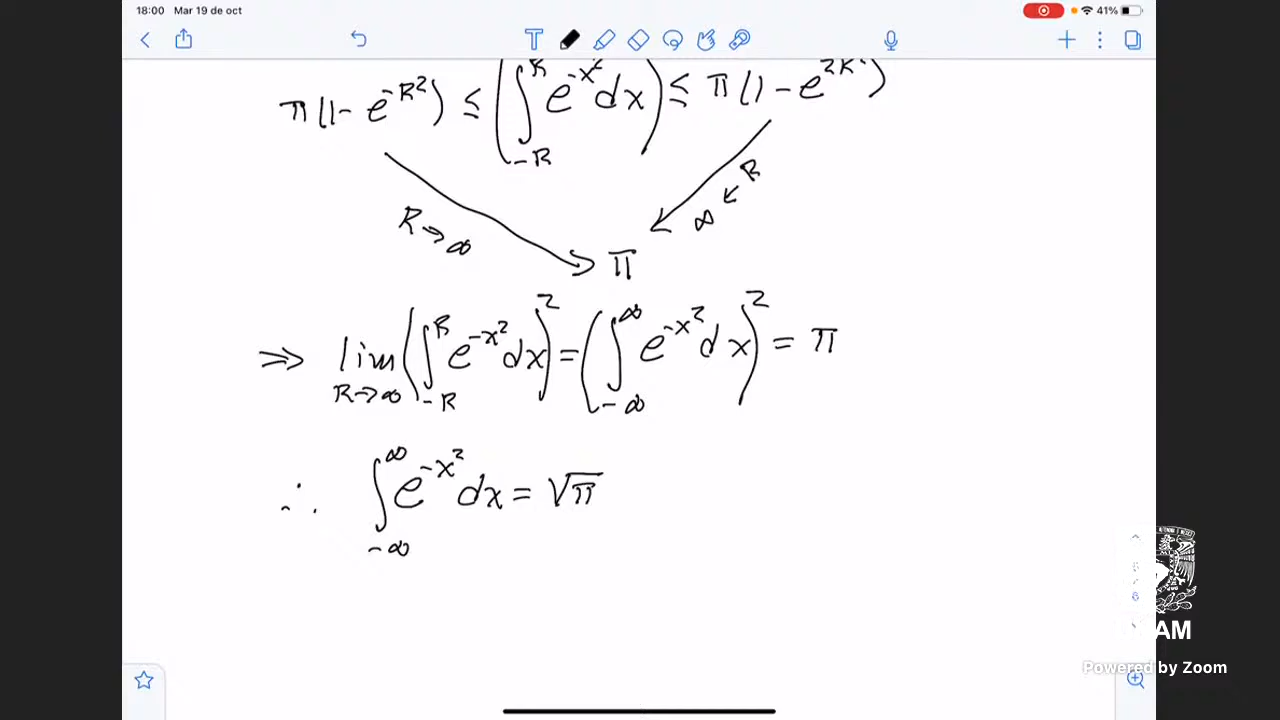 18:00 Mar 19 de oct 41%
π(1 - e^{-R²}) ≤ (∫_{-R}^{R} e^{-x²} dx) ≤ π(1 - e^{2R²})
R → ∞
R → ∞
π
⇒ lim_{R→∞} (∫_{-R}^{R} e^{-x²} dx)² = (∫_{-∞}^{∞} e^{-x²} dx)² = π
∴ ∫_{-∞}^{∞} e^{-x²} dx = √π
Powered by Zoom